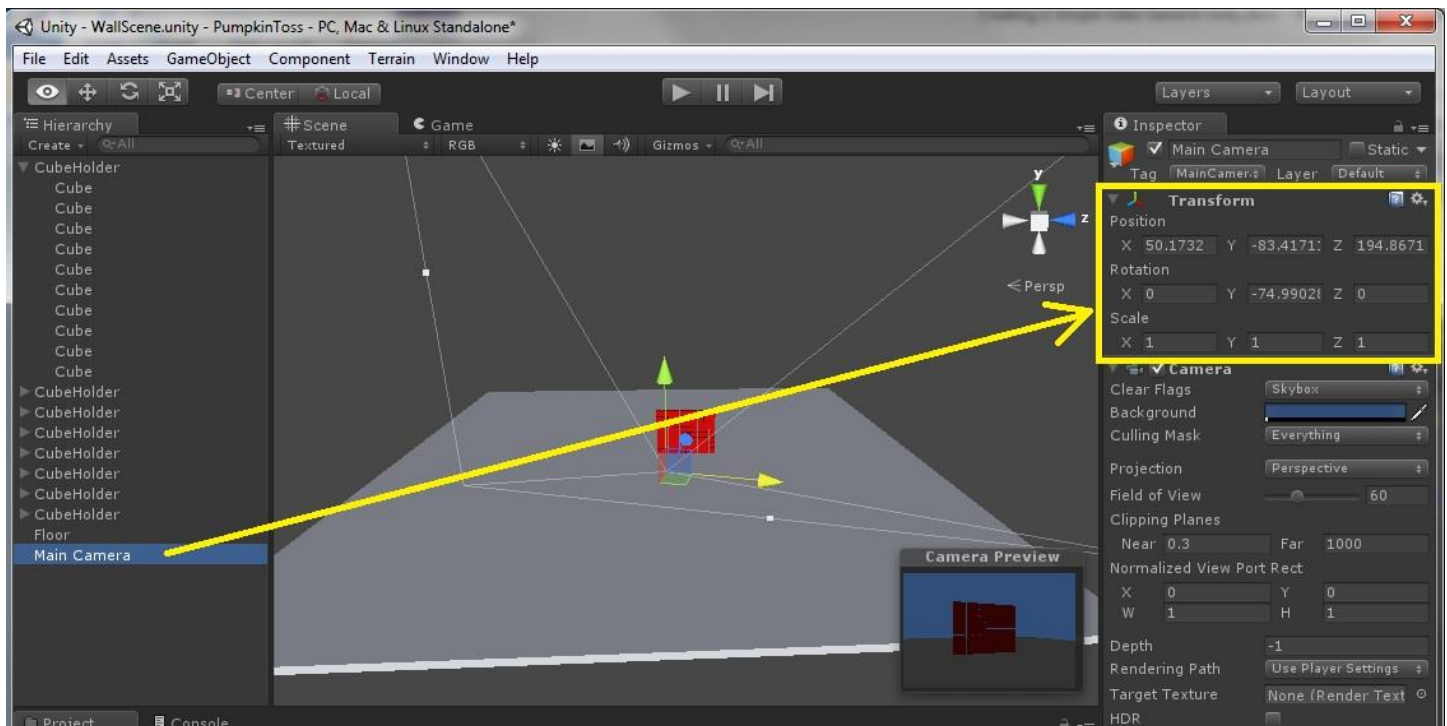 Unity - WallScene.unity - PumpkinToss - PC, Mac & Linux Standalone*
File Edit Assets GameObject Component Terrain Window Help
Center Local Layers Layout
Hierarchy
Create All
CubeHolder
Cube
Cube
Cube
Cube
Cube
Cube
Cube
Cube
Cube
Cube
CubeHolder
CubeHolder
CubeHolder
CubeHolder
CubeHolder
CubeHolder
CubeHolder
Floor
Main Camera
Scene Game
Textured RGB Gizmos All
y
z
Persp
Camera Preview
Inspector
Main Camera Static
Tag MainCamer Layer Default
Transform
Position
X 50.1732 Y -83.4171 Z 194.8671
Rotation
X 0 Y -74.9902 Z 0
Scale
X 1 Y 1 Z 1
Camera
Clear Flags Skybox
Background
Culling Mask Everything
Projection Perspective
Field of View 60
Clipping Planes
Near 0.3 Far 1000
Normalized View Port Rect
X 0 Y 0
W 1 H 1
Depth -1
Rendering Path Use Player Settings
Target Texture None (Render Text
HDR
Project Console